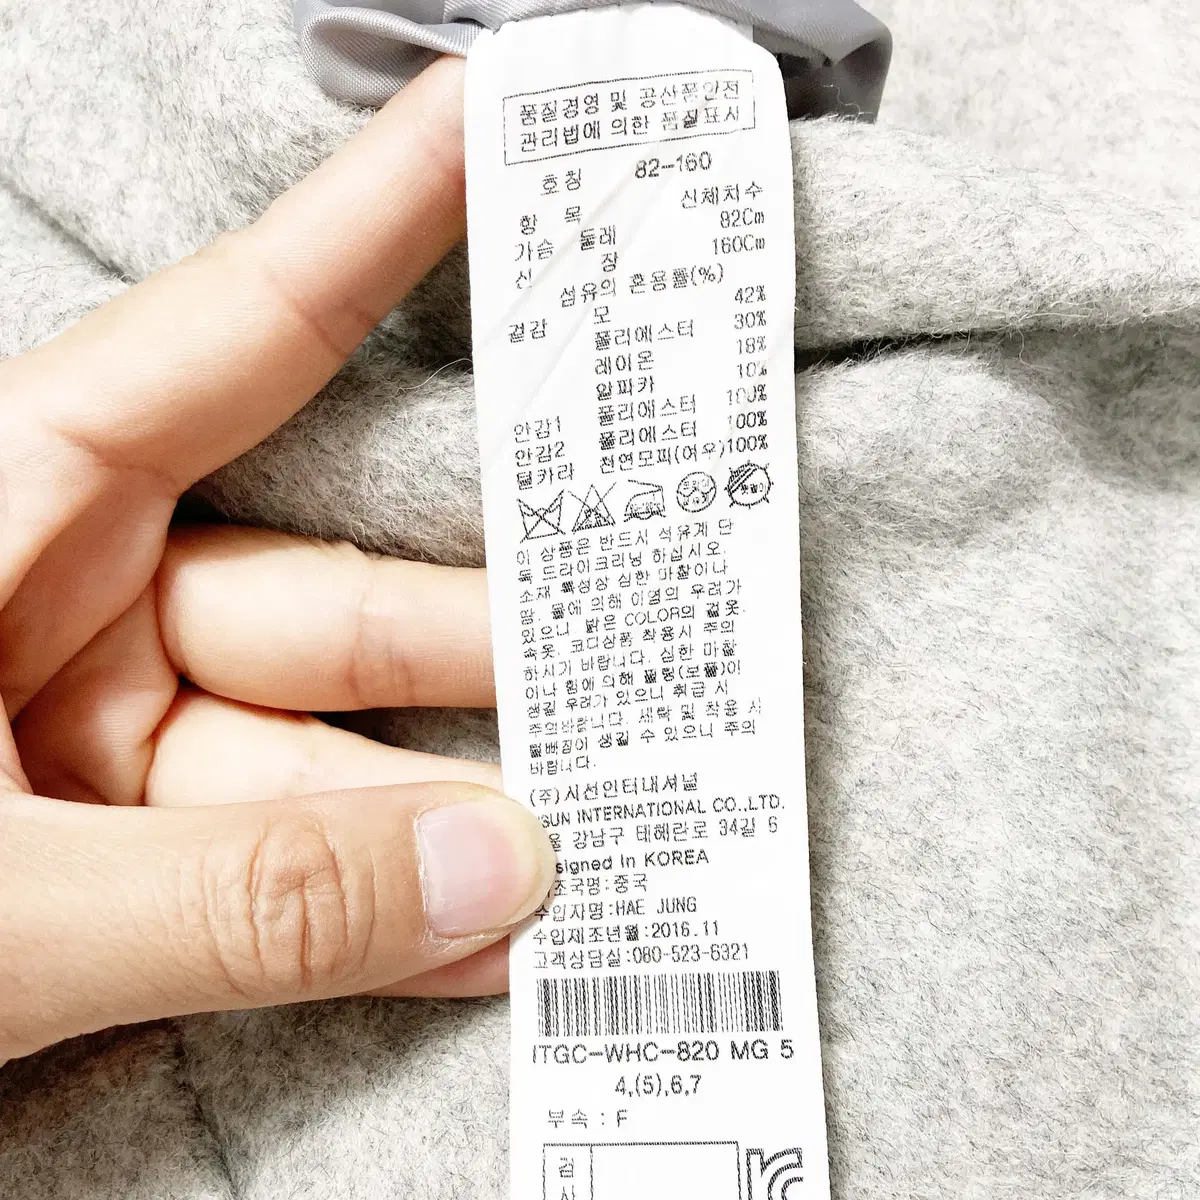 품질경영 및 공산품안전
관리법에 의한 품질표시
호칭 82-160
항 목 신체치수
가슴 둘레 82Cm
신 장 160Cm
섬유의 혼용률(%)
겉감 모 42%
폴리에스터 30%
레이온 18%
알파카 10%
안감1 폴리에스터 100%
안감2 폴리에스터 100%
털카라 천연모피(여우)100%
이 상품은 반드시 석유계 단
독 드라이크리닝 하십시오.
소재 특성상 심한 마찰이나
땀, 물에 의해 이염의 우려가
있으니 밝은 COLOR의 겉옷,
속옷, 코디상품 착용시 주의
하시기 바랍니다. 심한 마찰
이나 힘에 의해 필링(보풀)이
생길 우려가 있으니 취급 시
주의바랍니다. 세탁 및 착용 시
털빠짐이 생길 수 있으니 주의
바랍니다.
(주)시선인터내셔널
SUN INTERNATIONAL CO.,LTD.
울 강남구 테헤란로 34길 6
signed In KOREA
조국명:중국
수입자명:HAE JUNG
수입제조년월:2016.11
고객상담실:080-523-6321
ITGC-WHC-820 MG 5
4,(5),6,7
부속 : F
검
사